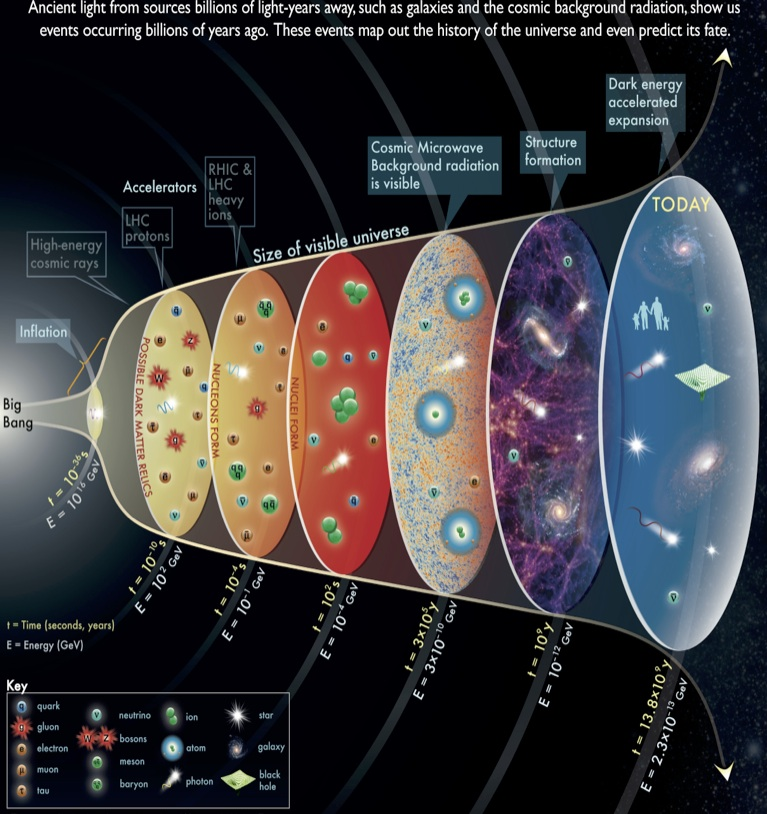 Ancient light from sources billions of light-years away, such as galaxies and the cosmic background radiation, show us
events occurring billions of years ago. These events map out the history of the universe and even predict its fate.
Dark energy
accelerated
expansion
Structure
formation
Cosmic Microwave
Background radiation
is visible
RHIC &
LHC
heavy
ions
Accelerators
LHC
protons
High-energy
cosmic rays
Inflation
Size of visible universe
TODAY
Big
Bang
POSSIBLE DARK MATTER RELICS
NUCLEONS FORM
NUCLEI FORM
t = 10⁻³⁶s
E = 10¹⁶ GeV
t = 10⁻¹⁰s
E = 10² GeV
t = 10⁻⁴s
E = 10⁻¹ GeV
t = 10²s
E = 10⁻⁴ GeV
t = 3×10⁵y
E = 3×10⁻¹⁰ GeV
t = 10⁹y
E = 10⁻¹² GeV
t = 13.8×10⁹y
E = 2.3×10⁻¹³ GeV
t = Time (seconds, years)
E = Energy (GeV)
Key
q quark
g gluon
e electron
μ muon
τ tau
ν neutrino
W Z bosons
meson
baryon
ion
atom
photon
star
galaxy
black
hole